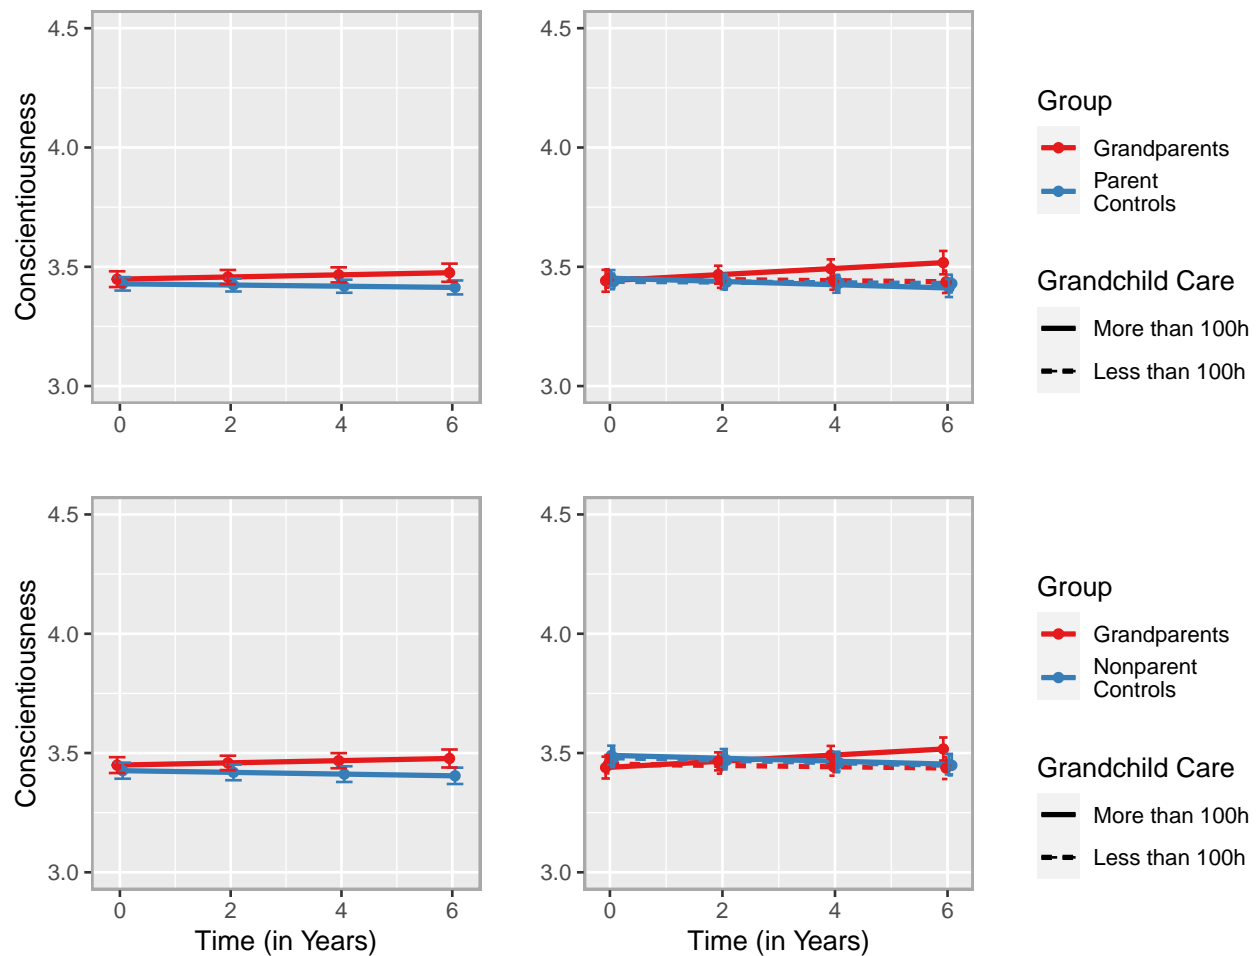 4.5
4.0
3.5
3.0
Conscientiousness
0 2 4 6
4.5
4.0
3.5
3.0
0 2 4 6
Group
Grandparents
Parent
Controls
Grandchild Care
More than 100h
Less than 100h
4.5
4.0
3.5
3.0
Conscientiousness
0 2 4 6
Time (in Years)
4.5
4.0
3.5
3.0
0 2 4 6
Time (in Years)
Group
Grandparents
Nonparent
Controls
Grandchild Care
More than 100h
Less than 100h